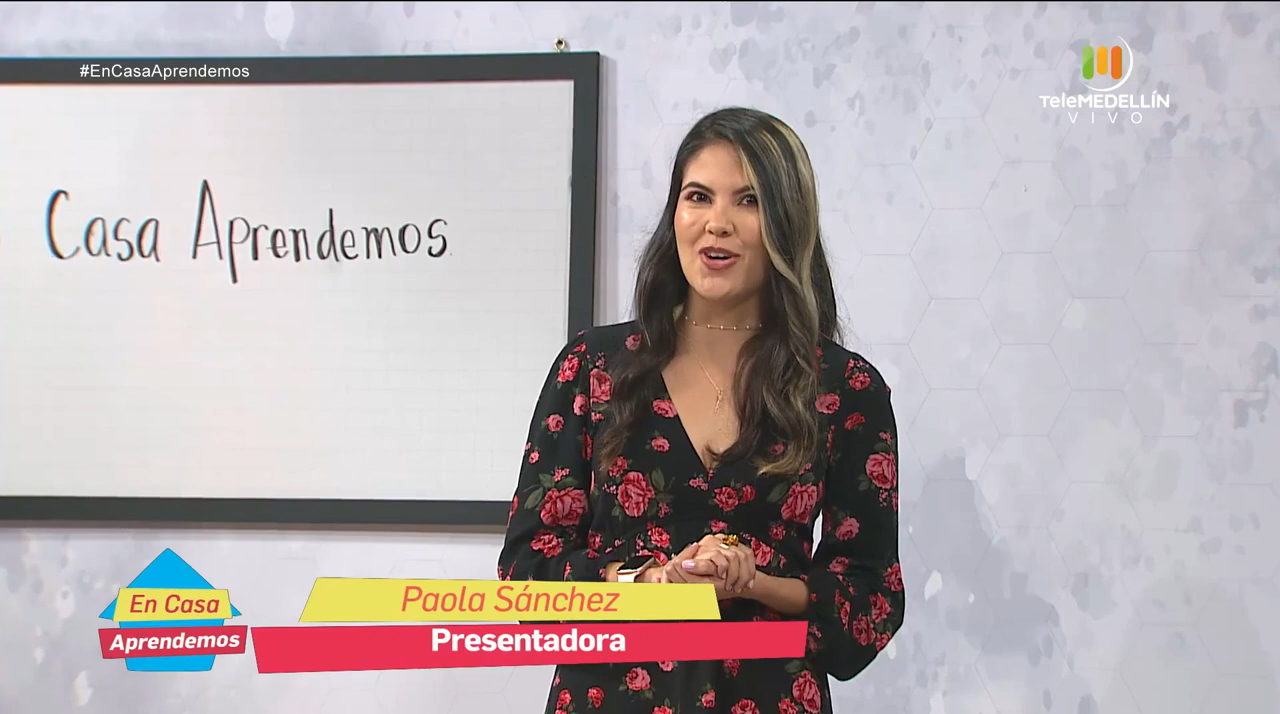 #EnCasaAprendemos
TeleMEDELLÍN
VIVO
Casa Aprendemos
En Casa
Aprendemos
Paola Sánchez
Presentadora